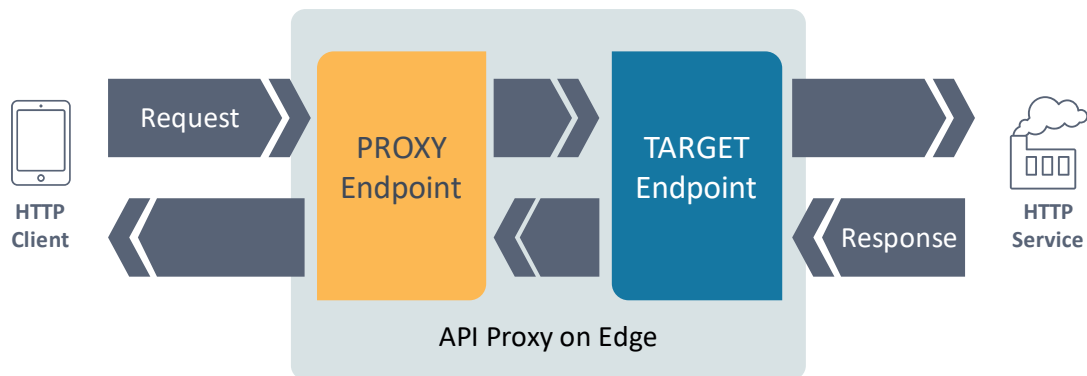 Request
PROXY
Endpoint
TARGET
Endpoint
HTTP
Client
HTTP
Service
Response
API Proxy on Edge